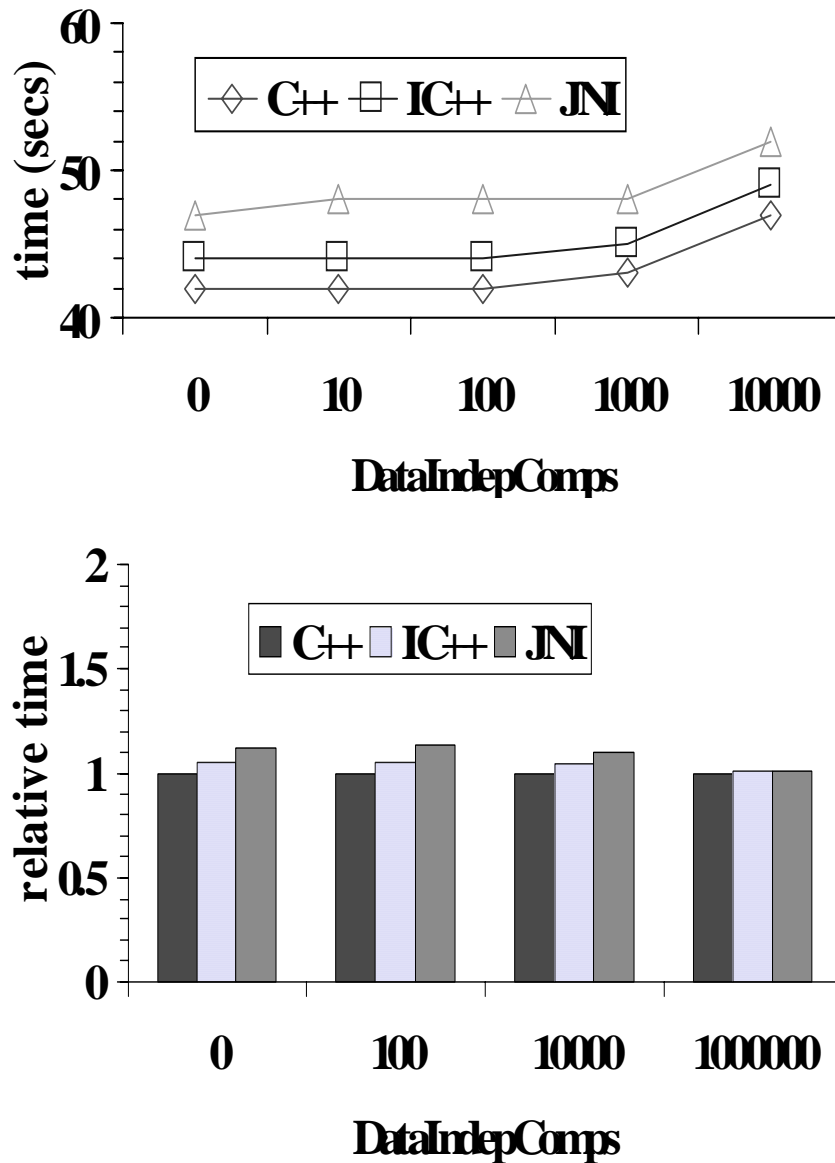 60
C++ IC++ JNI
50
time (secs)
40
0 10 100 1000 10000
DataIndepComps
2
C++ IC++ JNI
1.5
relative time
1
0.5
0
0 100 10000 1000000
DataIndepComps